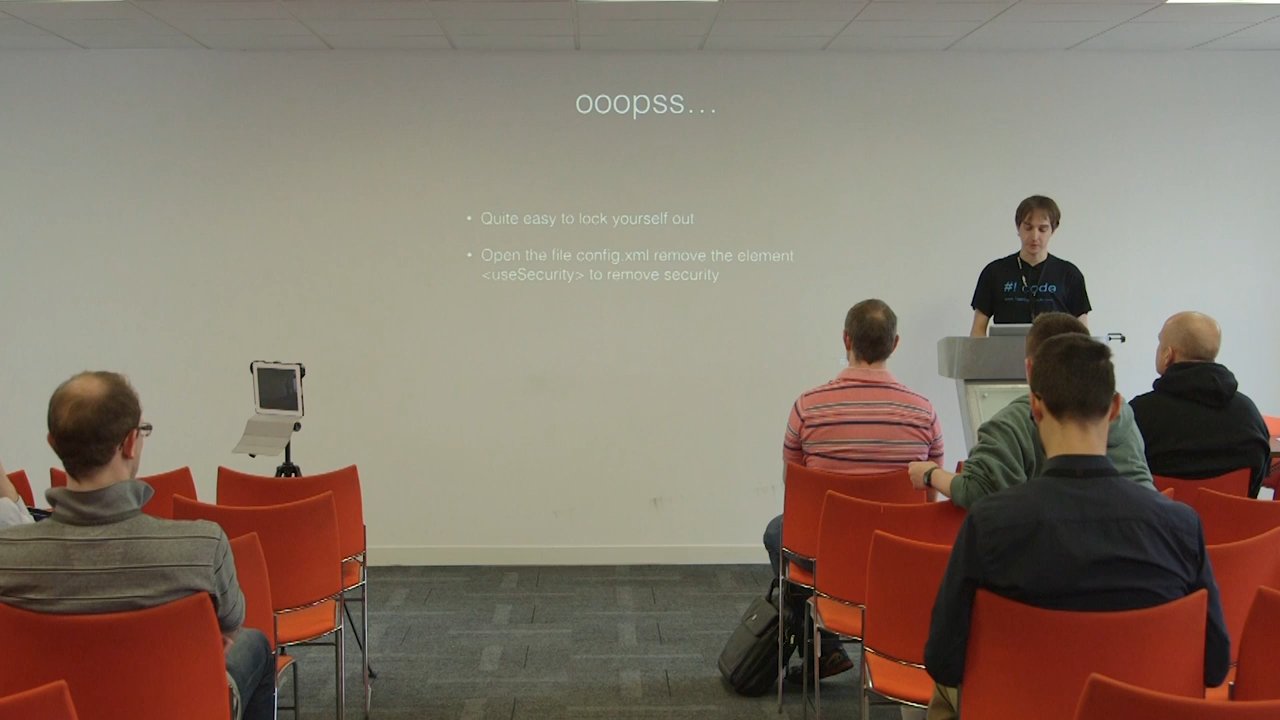 ooopss...
• Quite easy to lock yourself out
• Open the file config.xml remove the element
<useSecurity> to remove security
#! code